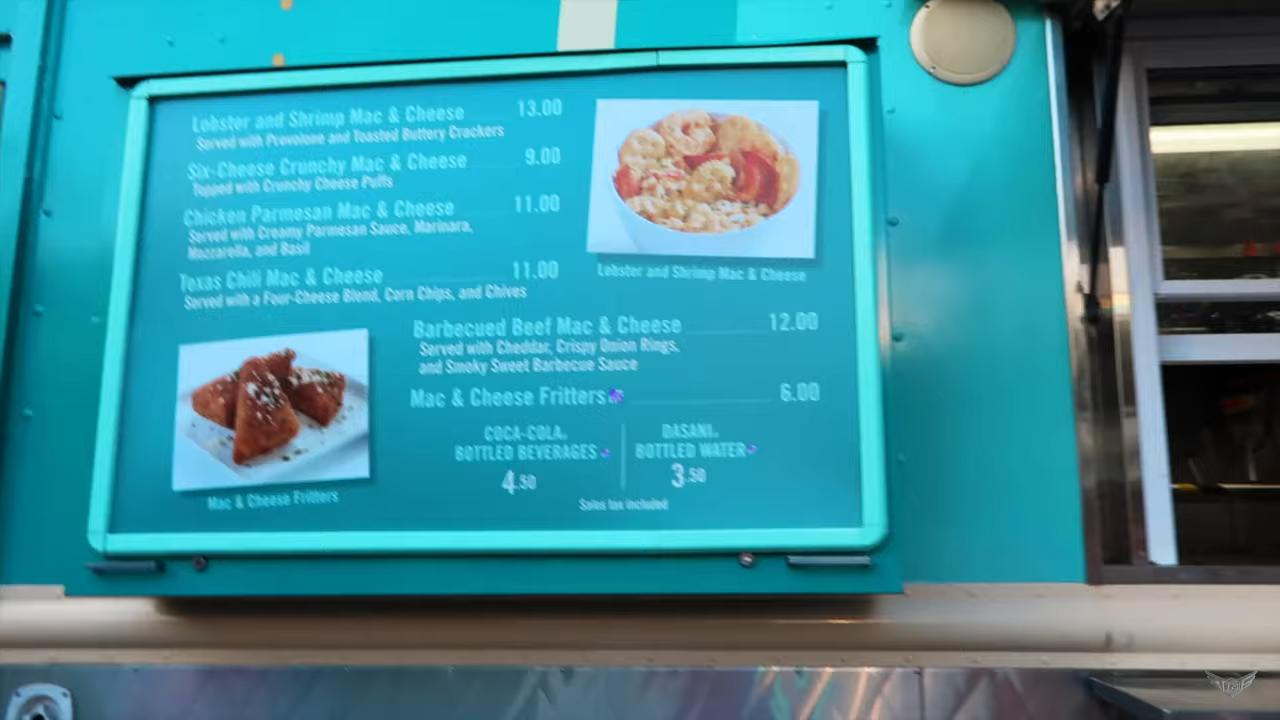 Lobster and Shrimp Mac & Cheese 13.00
Served with Provolone and Toasted Buttery Crackers
Six-Cheese Crunchy Mac & Cheese 9.00
Topped with Crunchy Cheese Puffs
Chicken Parmesan Mac & Cheese 11.00
Served with Creamy Parmesan Sauce, Marinara,
Mozzarella, and Basil
Texas Chili Mac & Cheese 11.00
Served with a Four-Cheese Blend, Corn Chips, and Chives
Lobster and Shrimp Mac & Cheese
Barbecued Beef Mac & Cheese 12.00
Served with Cheddar, Crispy Onion Rings,
and Smoky Sweet Barbecue Sauce
Mac & Cheese Fritters 6.00
Mac & Cheese Fritters
COCA-COLA®
BOTTLED BEVERAGES
4.50
DASANI®
BOTTLED WATER
3.50
Sales tax included